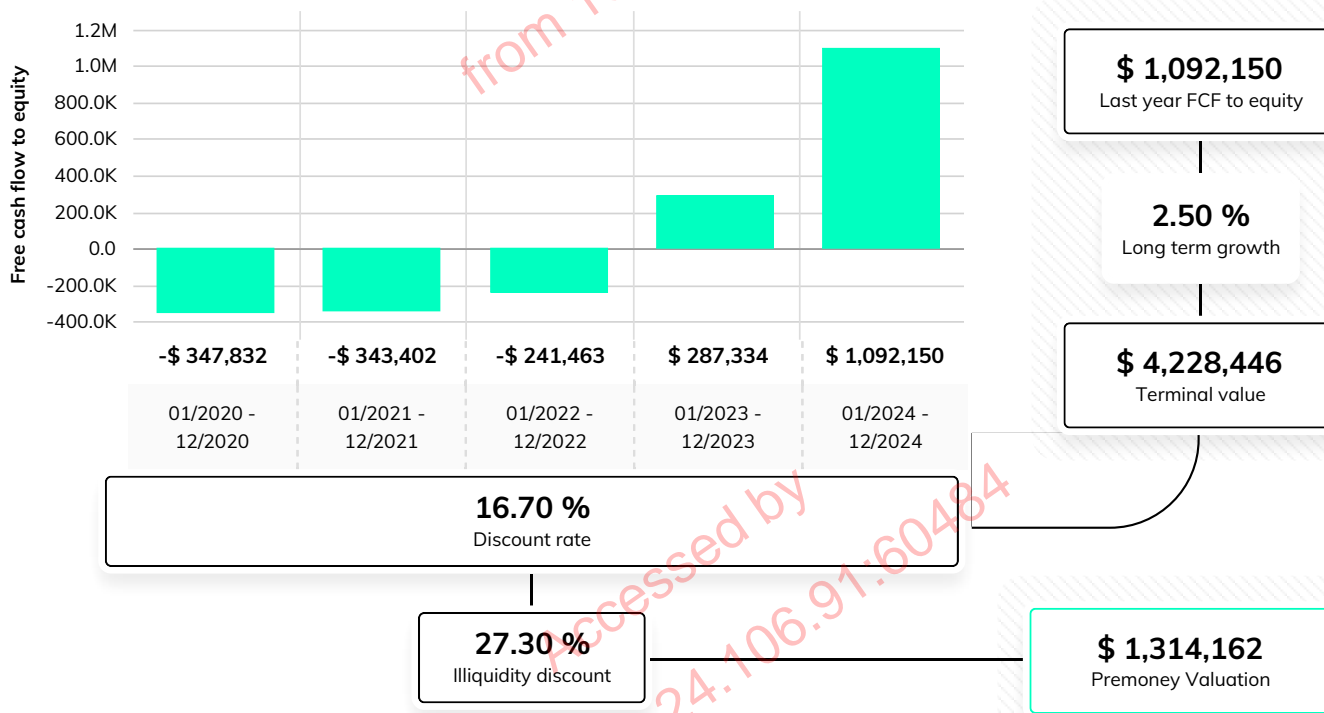 Free cash flow to equity
1.2M
1.0M
800.0K
600.0K
400.0K
200.0K
0.0
-200.0K
-400.0K
-$ 347,832
-$ 343,402
-$ 241,463
$ 287,334
$ 1,092,150
01/2020 -
12/2020
01/2021 -
12/2021
01/2022 -
12/2022
01/2023 -
12/2023
01/2024 -
12/2024
16.70 %
Discount rate
27.30 %
Illiquidity discount
$ 1,092,150
Last year FCF to equity
2.50 %
Long term growth
$ 4,228,446
Terminal value
$ 1,314,162
Premoney Valuation
from
Accessed by
24.106.91:60484